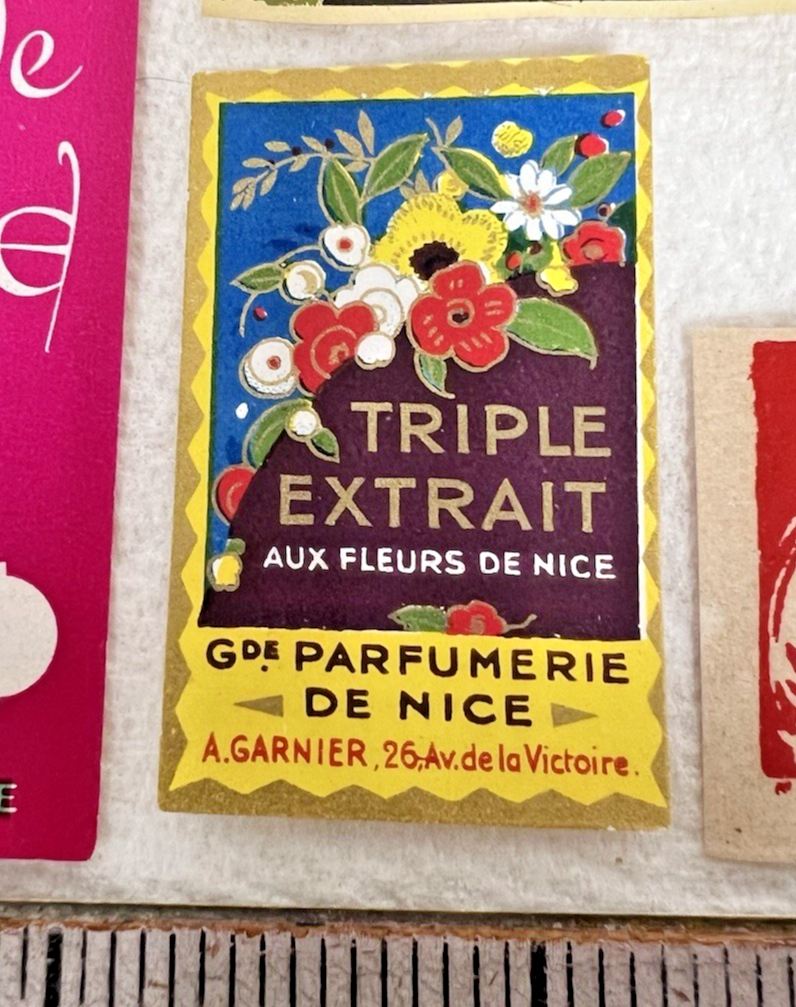 e
d
E
TRIPLE
EXTRAIT
AUX FLEURS DE NICE
GDE. PARFUMERIE
DE NICE
A.GARNIER, 26, Av. de la Victoire.